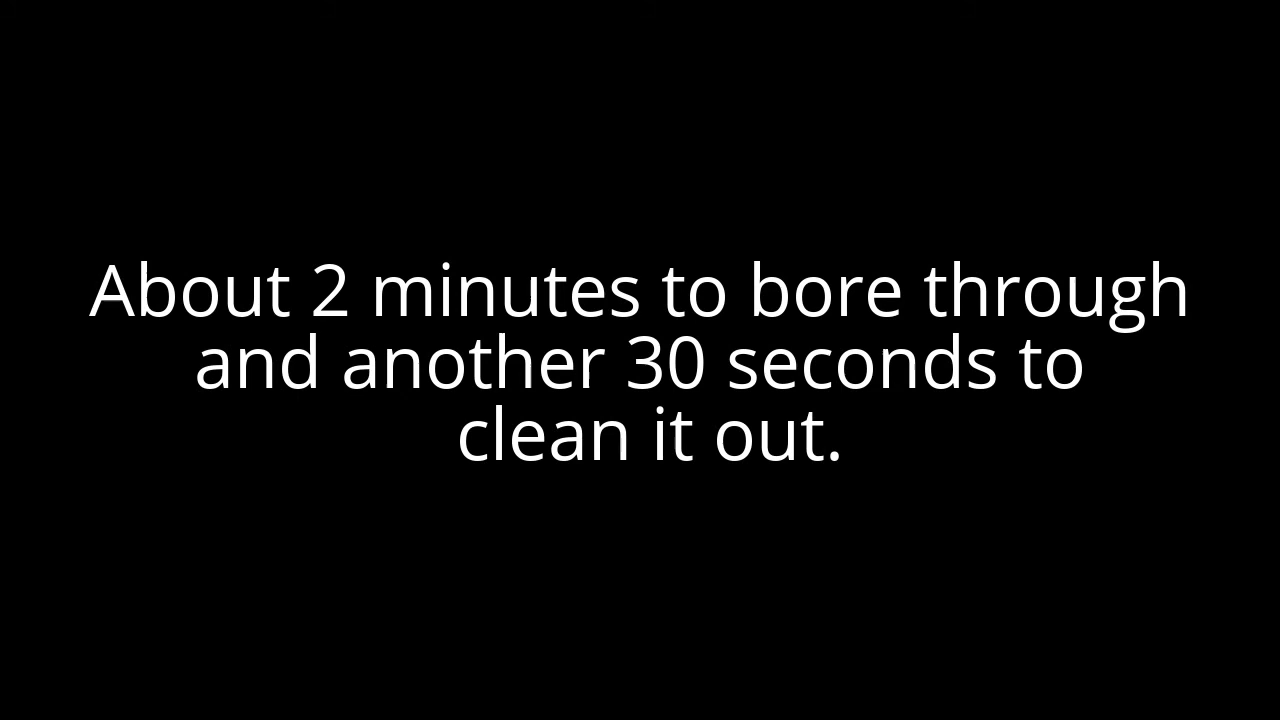 About 2 minutes to bore through
and another 30 seconds to
clean it out.